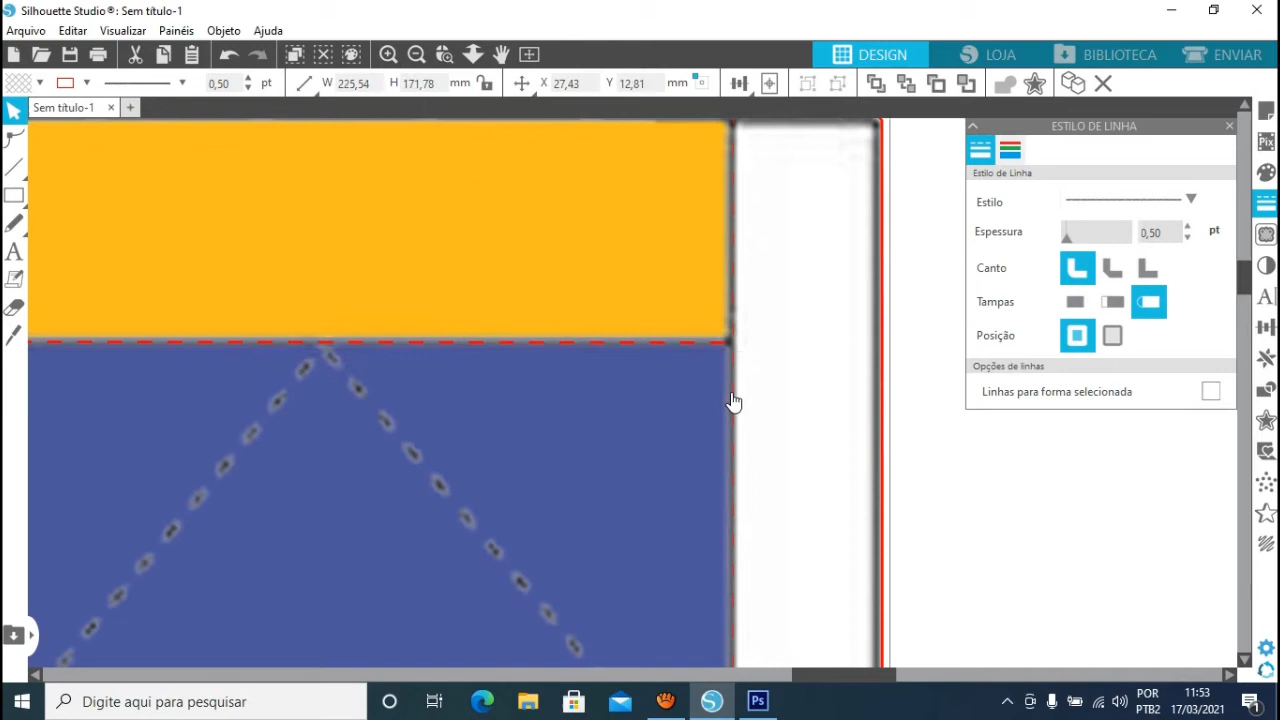 Silhouette Studio®: Sem título-1
Arquivo Editar Visualizar Painéis Objeto Ajuda
DESIGN LOJA BIBLIOTECA ENVIAR
0,50 pt W 225,54 H 171,78 mm X 27,43 Y 12,81 mm
Sem título-1
ESTILO DE LINHA
Pix
Estilo de Linha
Estilo
Espessura 0,50 pt
Canto
Tampas
Posição
Opções de linhas
Linhas para forma selecionada
Digite aqui para pesquisar
Ps
POR
PTB2
11:53
17/03/2021
1